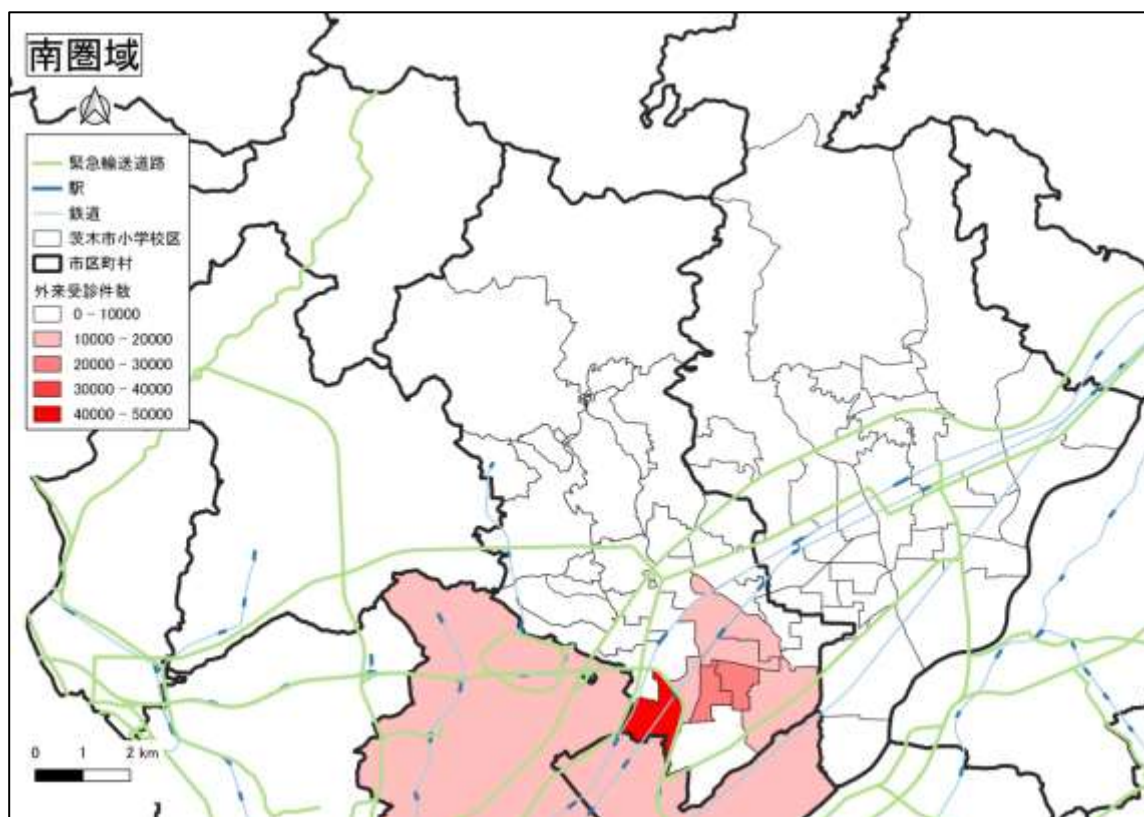 南圏域
緊急輸送道路
駅
鉄道
茨木市小学校区
市区町村
外来受診件数
0 - 10000
10000 - 20000
20000 - 30000
30000 - 40000
40000 - 50000
0 1 2 km